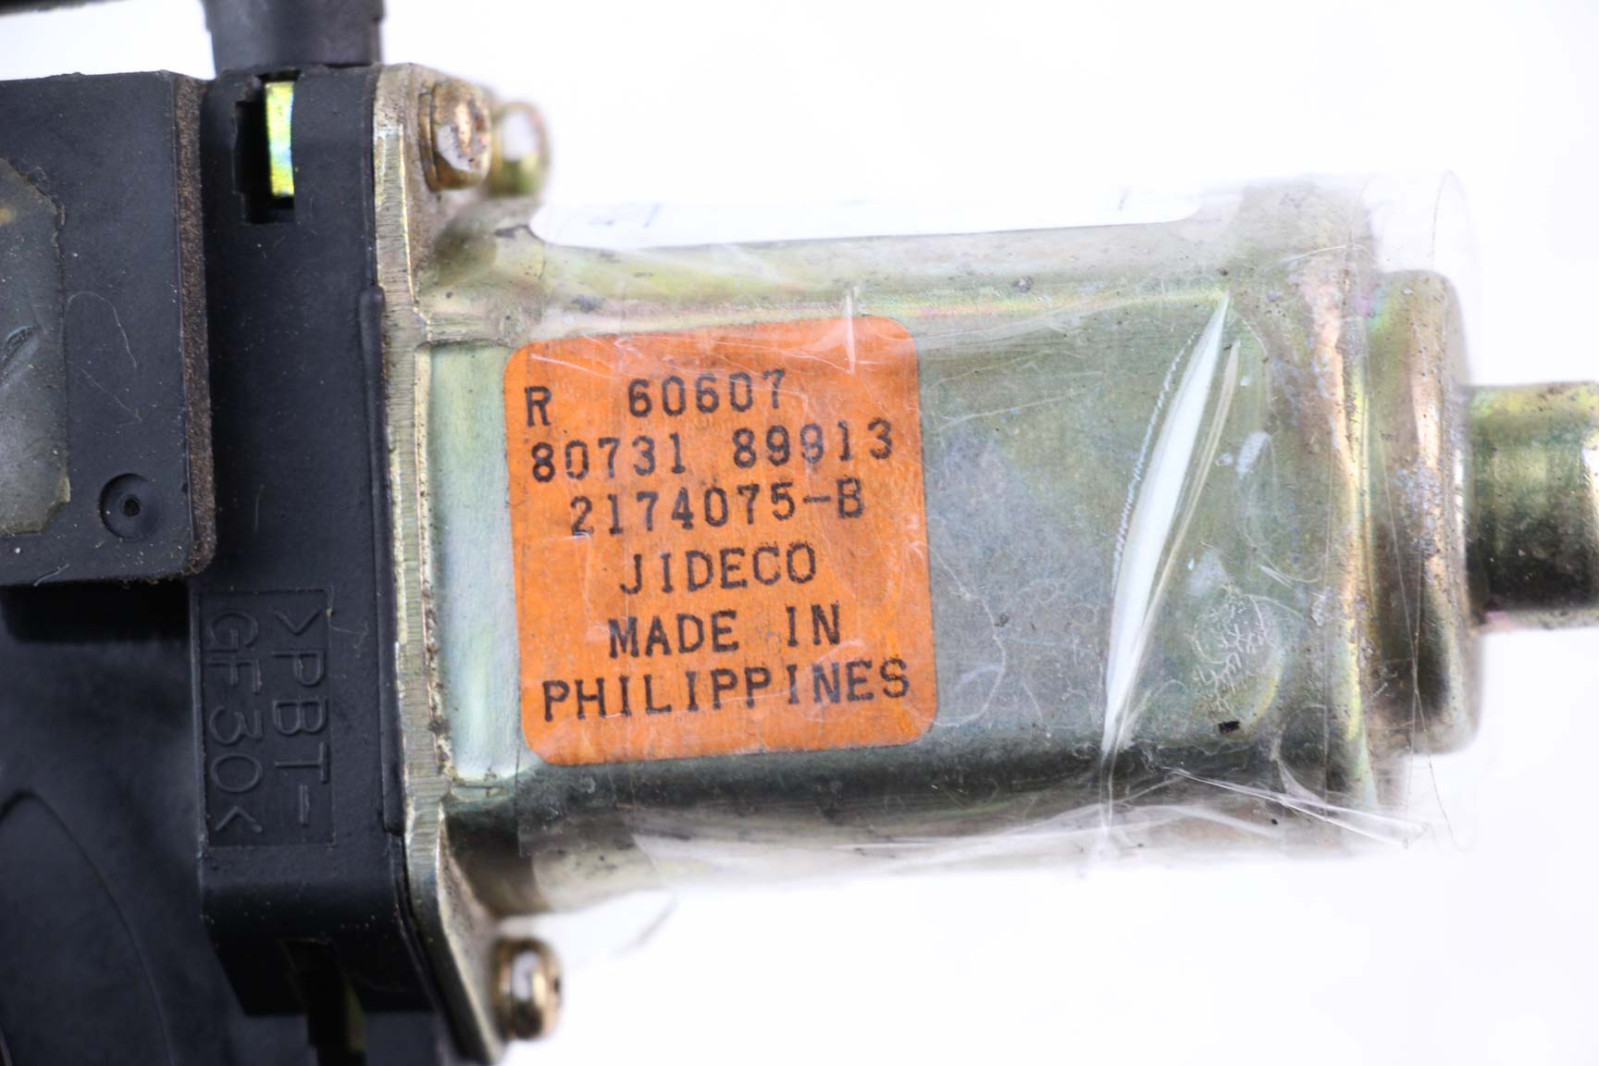 R 60607
80731 89913
2174075-B
JIDECO
MADE IN
PHILIPPINES
>PBT-
GF30<